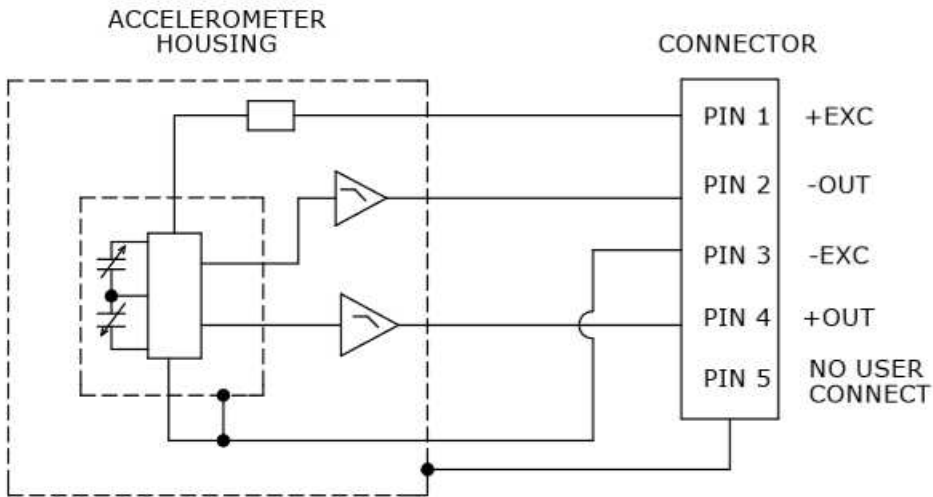 ACCELEROMETER
HOUSING
CONNECTOR
PIN 1 +EXC
PIN 2 -OUT
PIN 3 -EXC
PIN 4 +OUT
PIN 5 NO USER
CONNECT